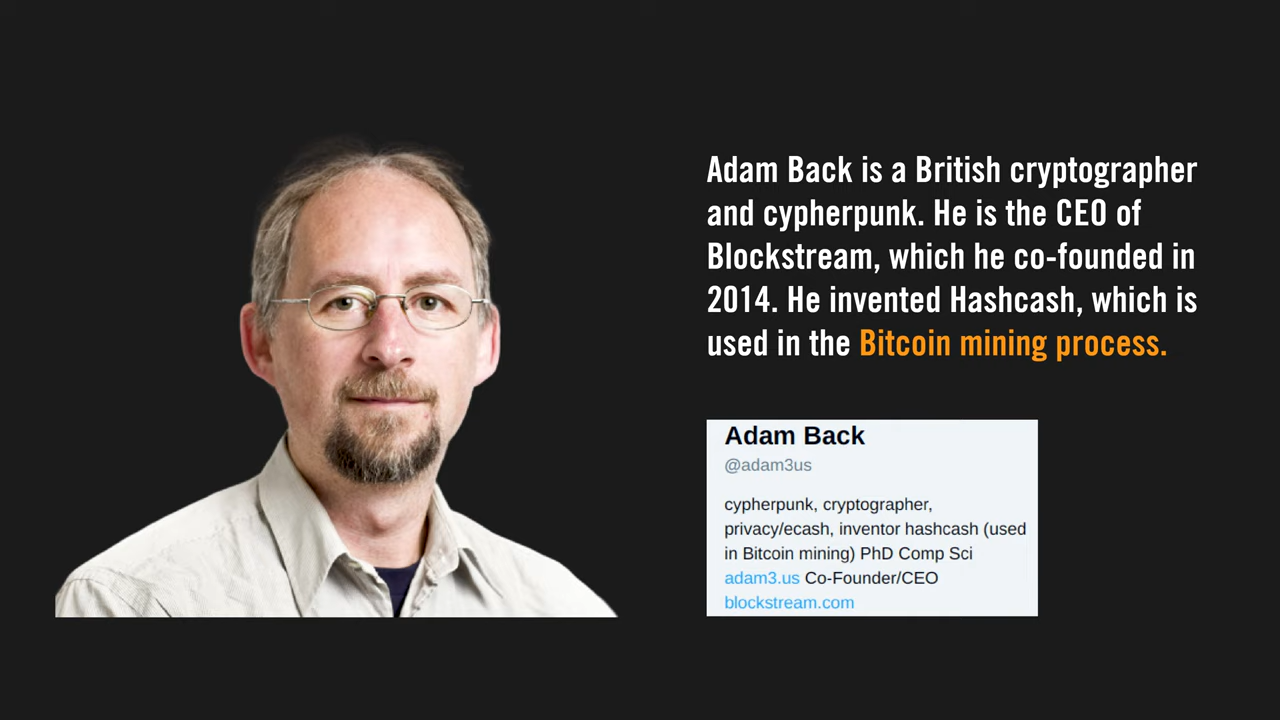 Adam Back is a British cryptographer
and cypherpunk. He is the CEO of
Blockstream, which he co-founded in
2014. He invented Hashcash, which is
used in the Bitcoin mining process.
Adam Back
@adam3us
cypherpunk, cryptographer,
privacy/ecash, inventor hashcash (used
in Bitcoin mining) PhD Comp Sci
adam3.us Co-Founder/CEO
blockstream.com